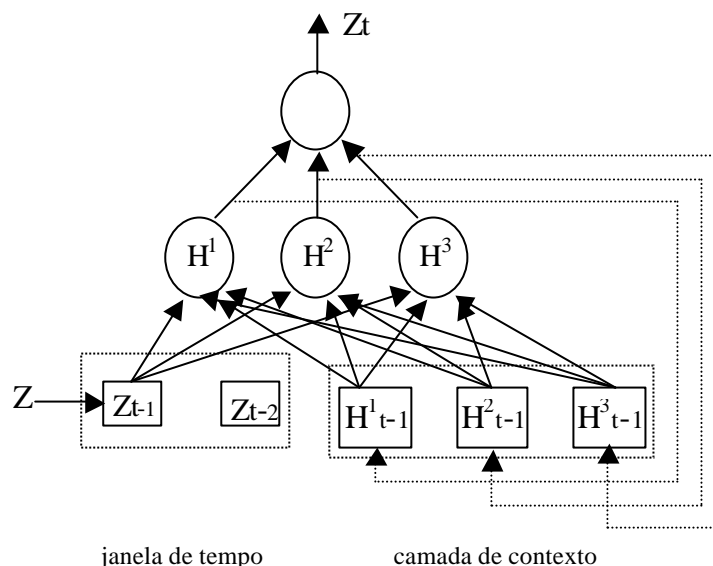 Zt
H¹ H² H³
Z Zt-1 Zt-2 H¹t-1 H²t-1 H³t-1
janela de tempo camada de contexto